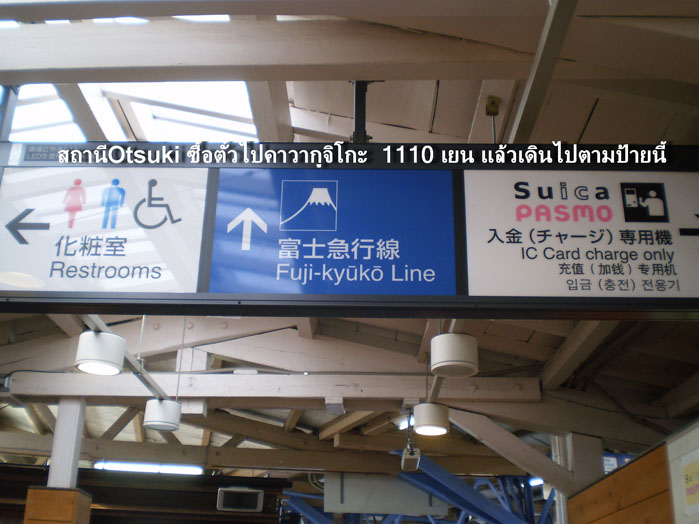 สถานีOtsuki ซื้อตั๋วไปคาวากูจิโกะ 1110 เยน แล้วเดินไปตามป้ายนี้
化粧室
Restrooms
富士急行線
Fuji-kyūkō Line
Suica
PASMO
入金（チャージ）専用機
IC Card charge only
充值（加钱）专用机
입금（충전）전용기